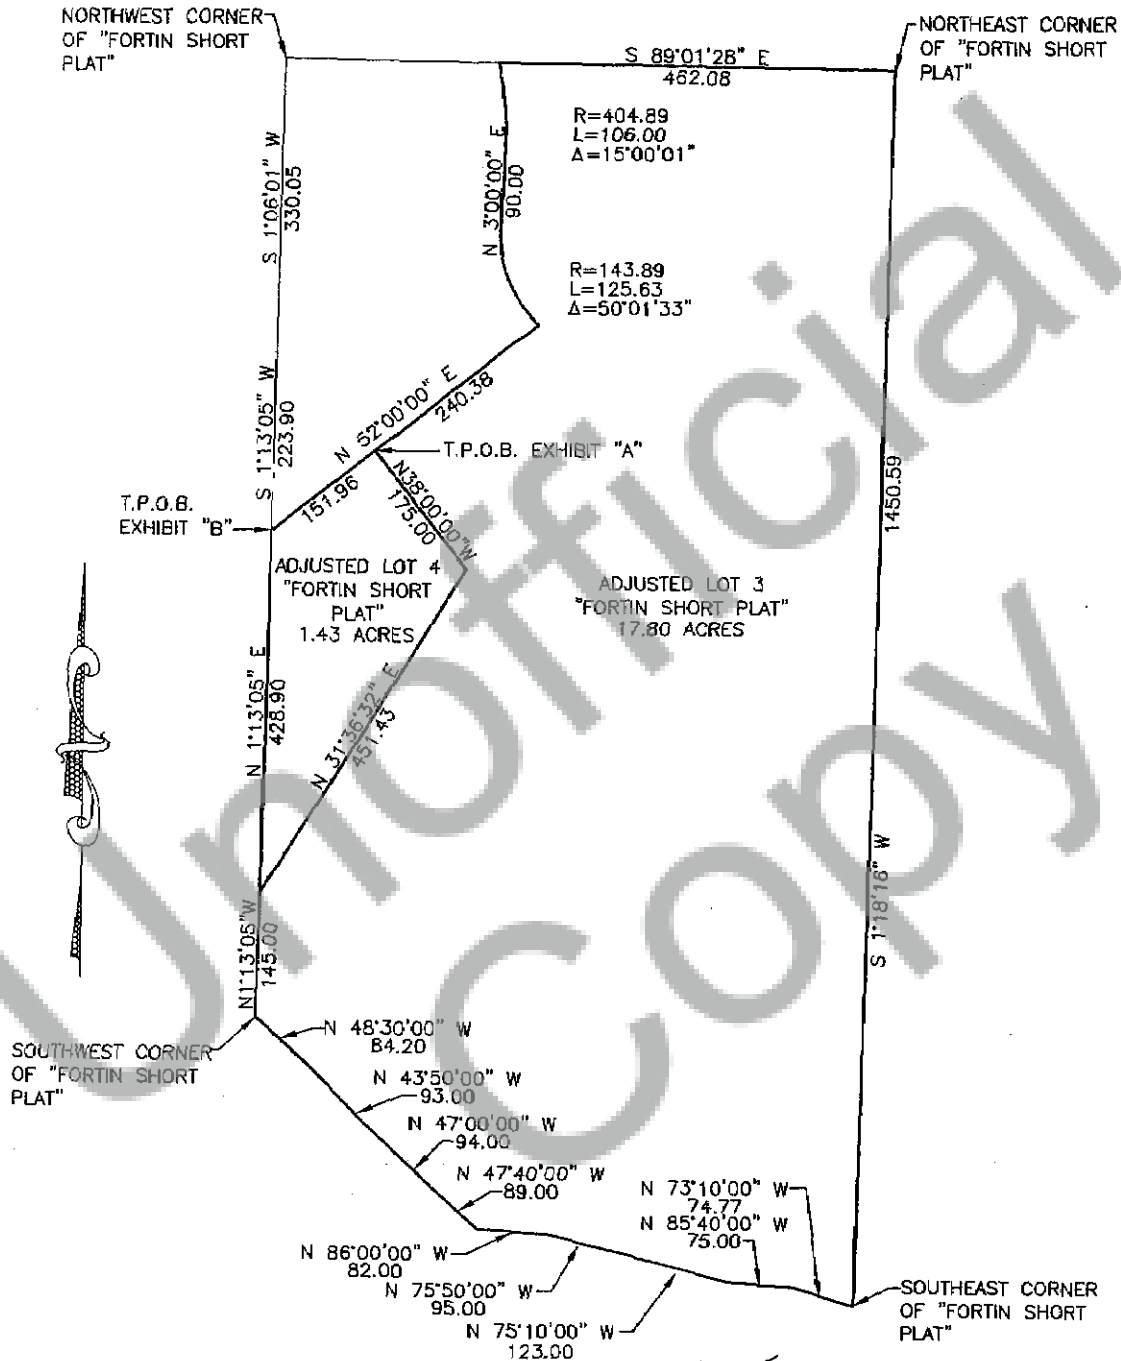 NORTHWEST CORNER
OF "FORTIN SHORT
PLAT"
NORTHEAST CORNER
OF "FORTIN SHORT
PLAT"
S 89°01'28" E
462.08
R=404.89
L=106.00
Δ=15°00'01"
N 3°00'00" E
90.00
S 1°06'01" W
330.05
R=143.89
L=125.63
Δ=50°01'33"
S 1°13'05" W
223.90
N 52°00'00" E
240.38
151.96
T.P.O.B. EXHIBIT "A"
N38°00'00"W
175.00
T.P.O.B.
EXHIBIT "B"
1450.59
S 1°18'16" W
ADJUSTED LOT 4
"FORTIN SHORT
PLAT"
1.43 ACRES
ADJUSTED LOT 3
"FORTIN SHORT PLAT"
17.80 ACRES
N 1°13'05" E
428.90
N 31°36'32" E
451.43
N1°13'05"W
145.00
SOUTHWEST CORNER
OF "FORTIN SHORT
PLAT"
N 48°30'00" W
84.20
N 43°50'00" W
93.00
N 47°00'00" W
94.00
N 47°40'00" W
89.00
N 73°10'00" W
74.77
N 85°40'00" W
75.00
N 86°00'00" W
82.00
N 75°50'00" W
95.00
N 75°10'00" W
123.00
SOUTHEAST CORNER
OF "FORTIN SHORT
PLAT"
Unofficial
Copy